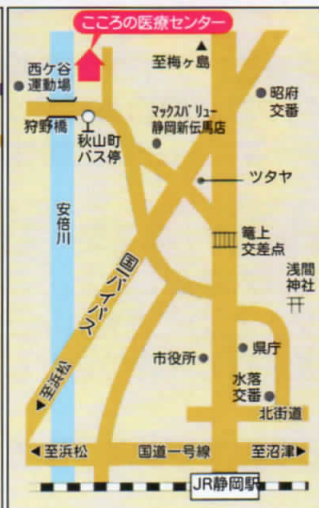 こころの医療センター
至梅ヶ島
西ケ谷
運動場
昭府
交番
狩野橋
マックスバリュー
静岡新伝馬店
秋山町
バス停
ツタヤ
安倍川
籠上
交差点
国一バイパス
浅間
神社
市役所
県庁
水落
交番
至浜松
北街道
至浜松
国道一号線
至沼津
JR静岡駅